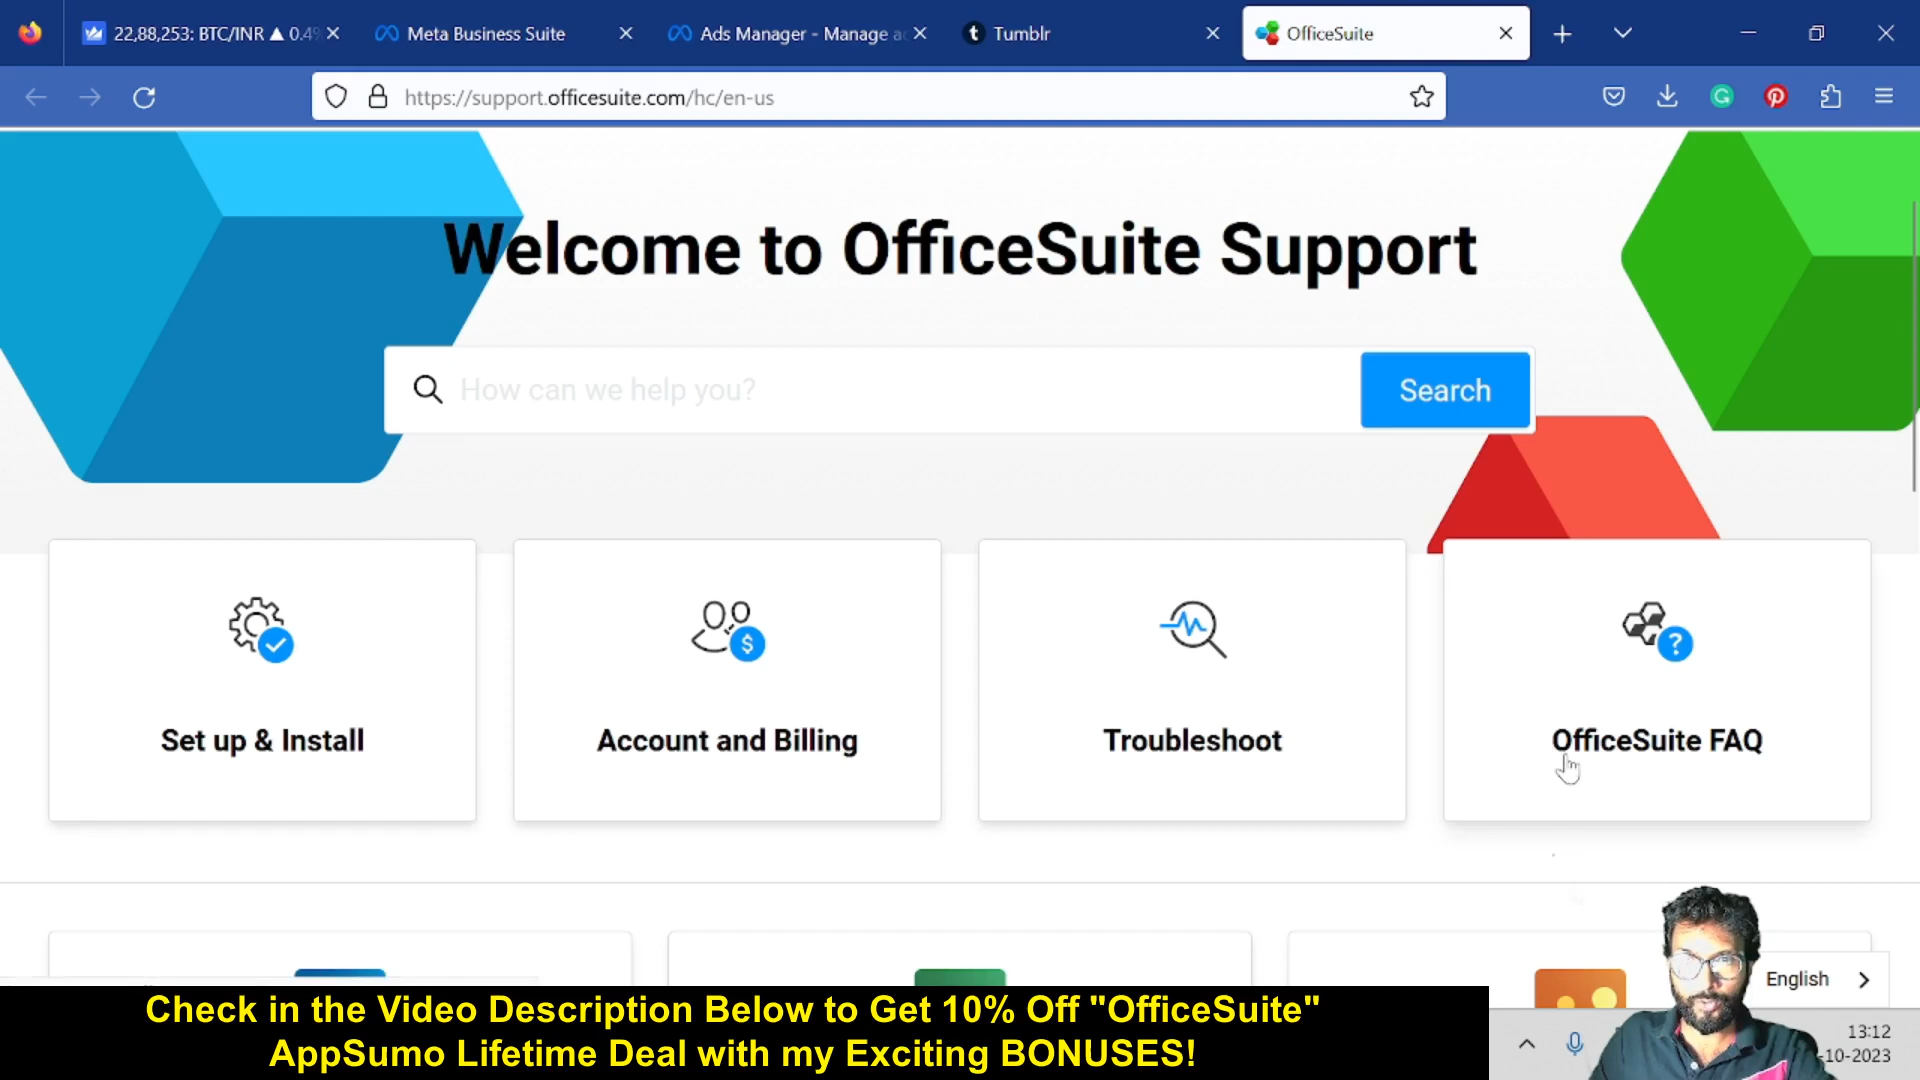 22,88,253: BTC/INR ▲ 0.4
Meta Business Suite
Ads Manager - Manage a
Tumblr
OfficeSuite
https://support.officesuite.com/hc/en-us
Welcome to OfficeSuite Support
How can we help you?
Search
Set up & Install
Account and Billing
Troubleshoot
OfficeSuite FAQ
English
Check in the Video Description Below to Get 10% Off "OfficeSuite"
AppSumo Lifetime Deal with my Exciting BONUSES!
13:12
-10-2023